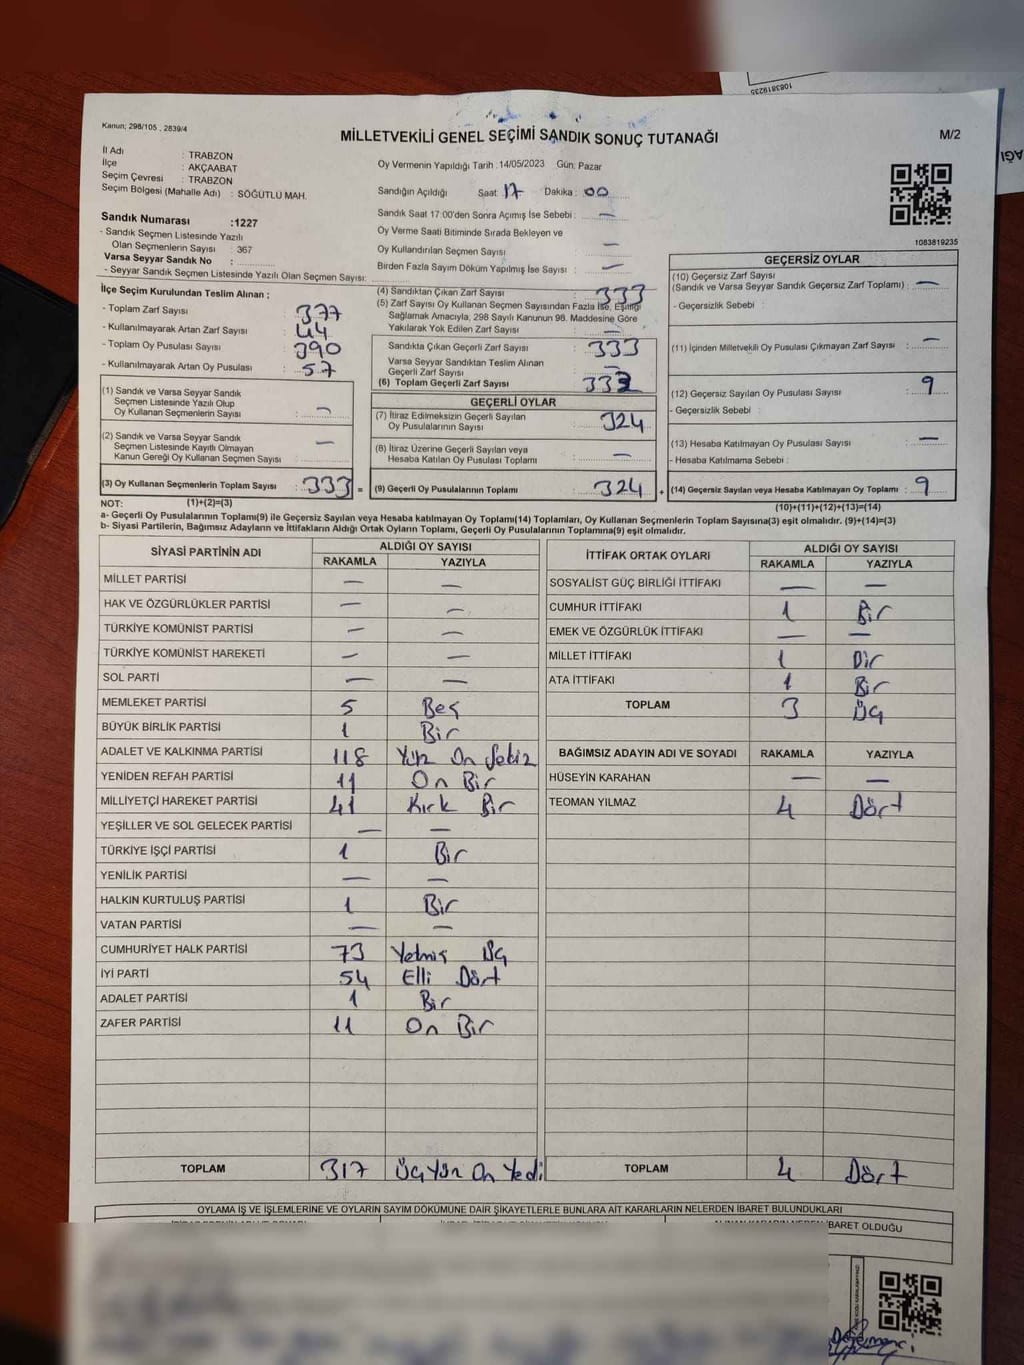 1083819235
Kanun; 298/105 , 2839/4
MİLLETVEKİLİ GENEL SEÇİMİ SANDIK SONUÇ TUTANAĞI
M/2
İl Adı : TRABZON
İlçe : AKÇAABAT
Seçim Çevresi : TRABZON
Seçim Bölgesi (Mahalle Adı) : SÖĞÜTLÜ MAH.
Oy Vermenin Yapıldığı Tarih :14/05/2023 Gün: Pazar
Sandığın Açıldığı Saat : 17 Dakika : 00
Sandık Saat 17:00'den Sonra Açımış İse Sebebi : —
Oy Verme Saati Bitiminde Sırada Bekleyen ve
Oy Kullandırılan Seçmen Sayısı : —
Birden Fazla Sayım Döküm Yapılmış İse Sayısı : —
1083819235
Sandık Numarası :1227
- Sandık Seçmen Listesinde Yazılı
Olan Seçmenlerin Sayısı : 367
Varsa Seyyar Sandık No :
- Seyyar Sandık Seçmen Listesinde Yazılı Olan Seçmen Sayısı:
İlçe Seçim Kurulundan Teslim Alınan :
- Toplam Zarf Sayısı : 377
- Kullanılmayarak Artan Zarf Sayısı : 44
- Toplam Oy Pusulası Sayısı : 390
- Kullanılmayarak Artan Oy Pusulası : 57
(1) Sandık ve Varsa Seyyar Sandık
Seçmen Listesinde Yazılı Olup
Oy Kullanan Seçmenlerin Sayısı : —
(2) Sandık ve Varsa Seyyar Sandık
Seçmen Listesinde Kayıtlı Olmayan
Kanun Gereği Oy Kullanan Seçmen Sayısı : —
(3) Oy Kullanan Seçmenlerin Toplam Sayısı : 333 =
(4) Sandıktan Çıkan Zarf Sayısı : 333
(5) Zarf Sayısı Oy Kullanan Seçmen Sayısından Fazla İse, Eşitliği
Sağlamak Amacıyla, 298 Sayılı Kanunun 98. Maddesine Göre
Yakılarak Yok Edilen Zarf Sayısı : —
Sandıkta Çıkan Geçerli Zarf Sayısı : 333
Varsa Seyyar Sandıktan Teslim Alınan
Geçerli Zarf Sayısı : —
(6) Toplam Geçerli Zarf Sayısı : 333
GEÇERLİ OYLAR
(7) İtiraz Edilmeksizin Geçerli Sayılan
Oy Pusulalarının Sayısı : 324
(8) İtiraz Üzerine Geçerli Sayılan veya
Hesaba Katılan Oy Pusulası Toplamı : —
(9) Geçerli Oy Pusulalarının Toplamı : 324 +
GEÇERSİZ OYLAR
(10) Geçersiz Zarf Sayısı
(Sandık ve Varsa Seyyar Sandık Geçersiz Zarf Toplamı) : —
- Geçersizlik Sebebi :
(11) İçinden Milletvekili Oy Pusulası Çıkmayan Zarf Sayısı : —
(12) Geçersiz Sayılan Oy Pusulası Sayısı : 9
- Geçersizlik Sebebi :
(13) Hesaba Katılmayan Oy Pusulası Sayısı : —
- Hesaba Katılmama Sebebi :
(14) Geçersiz Sayılan veya Hesaba Katılmayan Oy Toplamı : 9
NOT: (1)+(2)=(3) (10)+(11)+(12)+(13)=(14)
a- Geçerli Oy Pusulalarının Toplamı(9) ile Geçersiz Sayılan veya Hesaba katılmayan Oy Toplamı(14) Toplamları, Oy Kullanan Seçmenlerin Toplam Sayısına(3) eşit olmalıdır. (9)+(14)=(3)
b- Siyasi Partilerin, Bağımsız Adayların ve İttifakların Aldığı Ortak Oyların Toplamı, Geçerli Oy Pusulalarının Toplamına(9) eşit olmalıdır.
SİYASİ PARTİNİN ADI ALDIĞI OY SAYISI
RAKAMLA YAZIYLA
MİLLET PARTİSİ — —
HAK VE ÖZGÜRLÜKLER PARTİSİ — —
TÜRKİYE KOMÜNİST PARTİSİ — —
TÜRKİYE KOMÜNİST HAREKETİ — —
SOL PARTİ — —
MEMLEKET PARTİSİ 5 Beş
BÜYÜK BİRLİK PARTİSİ 1 Bir
ADALET VE KALKINMA PARTİSİ 118 Yüz On Sekiz
YENİDEN REFAH PARTİSİ 11 On Bir
MİLLİYETÇİ HAREKET PARTİSİ 41 Kırk Bir
YEŞİLLER VE SOL GELECEK PARTİSİ — —
TÜRKİYE İŞÇİ PARTİSİ 1 Bir
YENİLİK PARTİSİ — —
HALKIN KURTULUŞ PARTİSİ 1 Bir
VATAN PARTİSİ — —
CUMHURİYET HALK PARTİSİ 73 Yetmiş Üç
İYİ PARTİ 54 Elli Dört
ADALET PARTİSİ 1 Bir
ZAFER PARTİSİ 11 On Bir
TOPLAM 317 Üçyüz On Yedi
İTTİFAK ORTAK OYLARI ALDIĞI OY SAYISI
RAKAMLA YAZIYLA
SOSYALİST GÜÇ BİRLİĞİ İTTİFAKI — —
CUMHUR İTTİFAKI 1 Bir
EMEK VE ÖZGÜRLÜK İTTİFAKI — —
MİLLET İTTİFAKI 1 Bir
ATA İTTİFAKI 1 Bir
TOPLAM 3 Üç
BAĞIMSIZ ADAYIN ADI VE SOYADI RAKAMLA YAZIYLA
HÜSEYİN KARAHAN — —
TEOMAN YILMAZ 4 Dört
TOPLAM 4 Dört
OYLAMA İŞ VE İŞLEMLERİNE VE OYLARIN SAYIM DÖKÜMÜNE DAİR ŞİKAYETLERLE BUNLARA AİT KARARLARIN NELERDEN İBARET BULUNDUKLARI
İBARET OLDUĞU